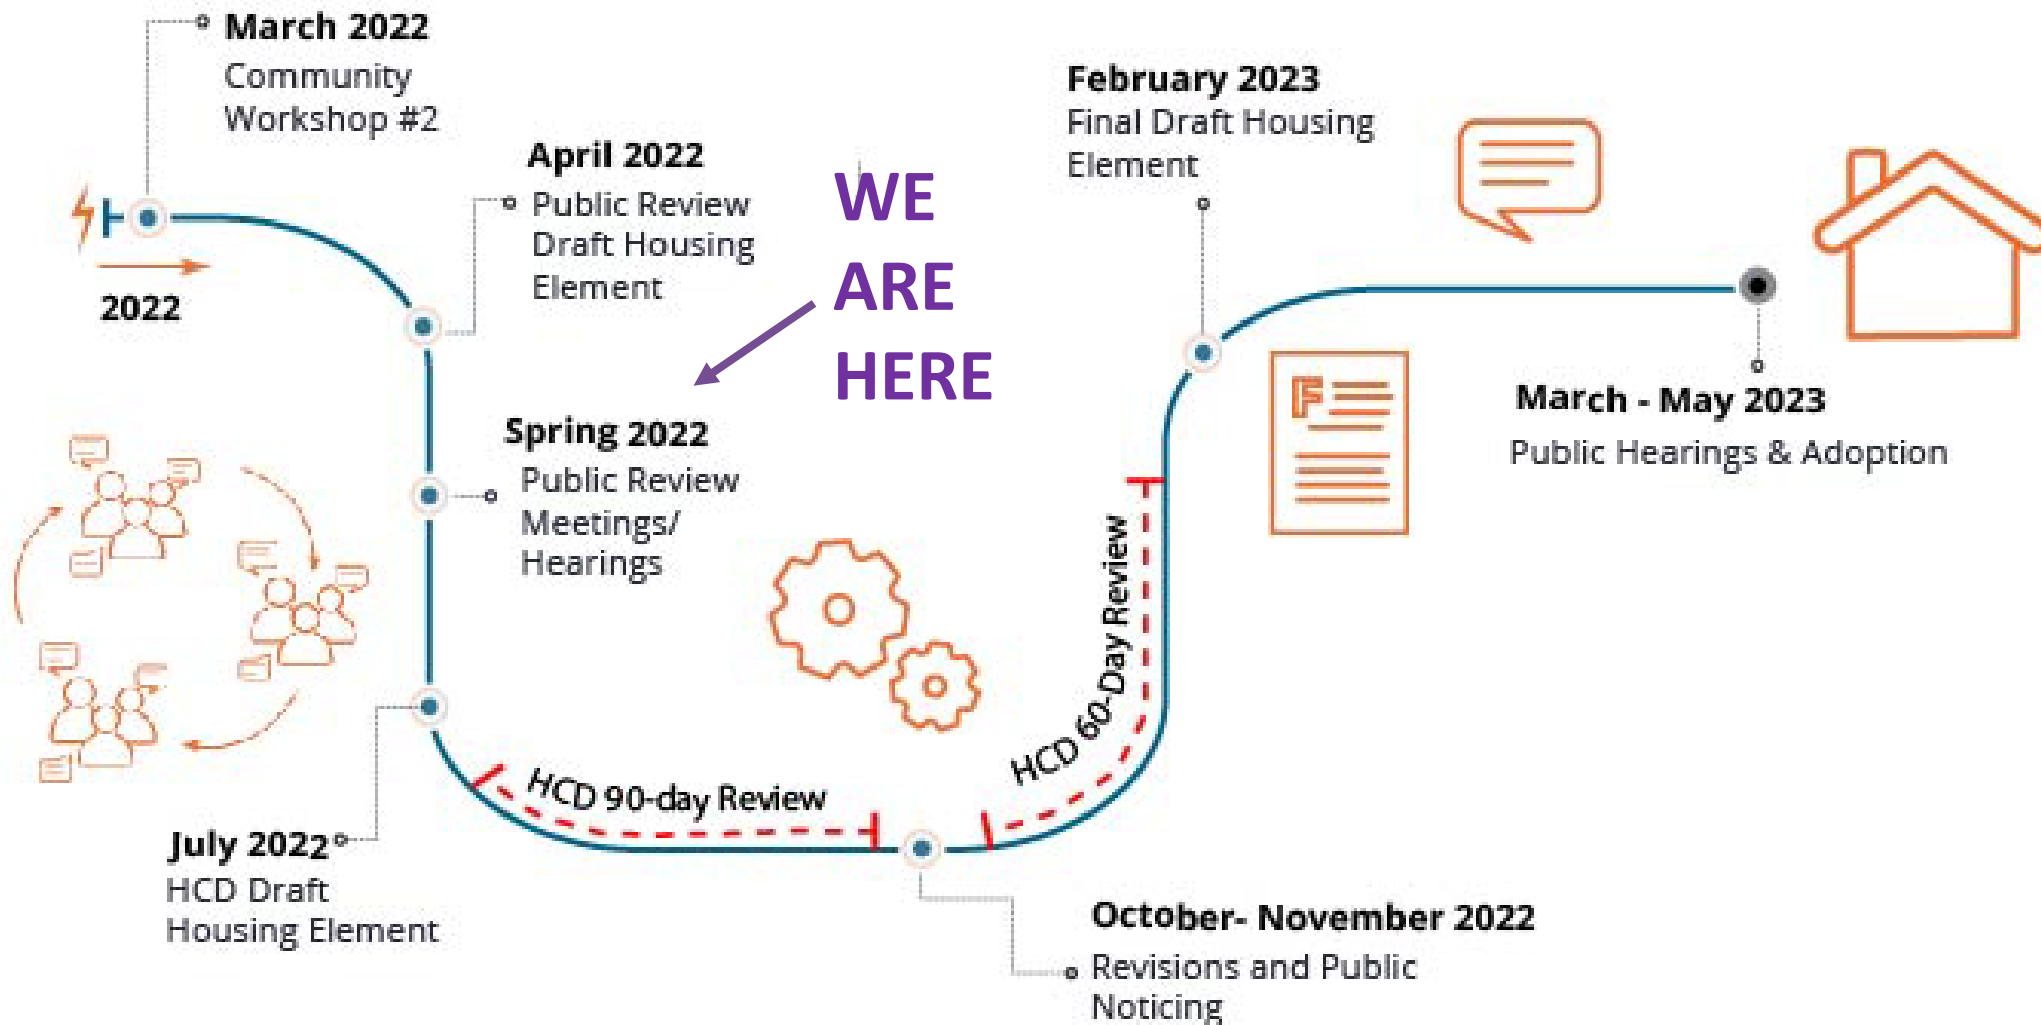 March 2022
Community
Workshop #2
2022
April 2022
Public Review
Draft Housing
Element
WE
ARE
HERE
Spring 2022
Public Review
Meetings/
Hearings
July 2022
HCD Draft
Housing Element
HCD 90-day Review
October- November 2022
Revisions and Public
Noticing
HCD 60-Day Review
February 2023
Final Draft Housing
Element
F
March - May 2023
Public Hearings & Adoption